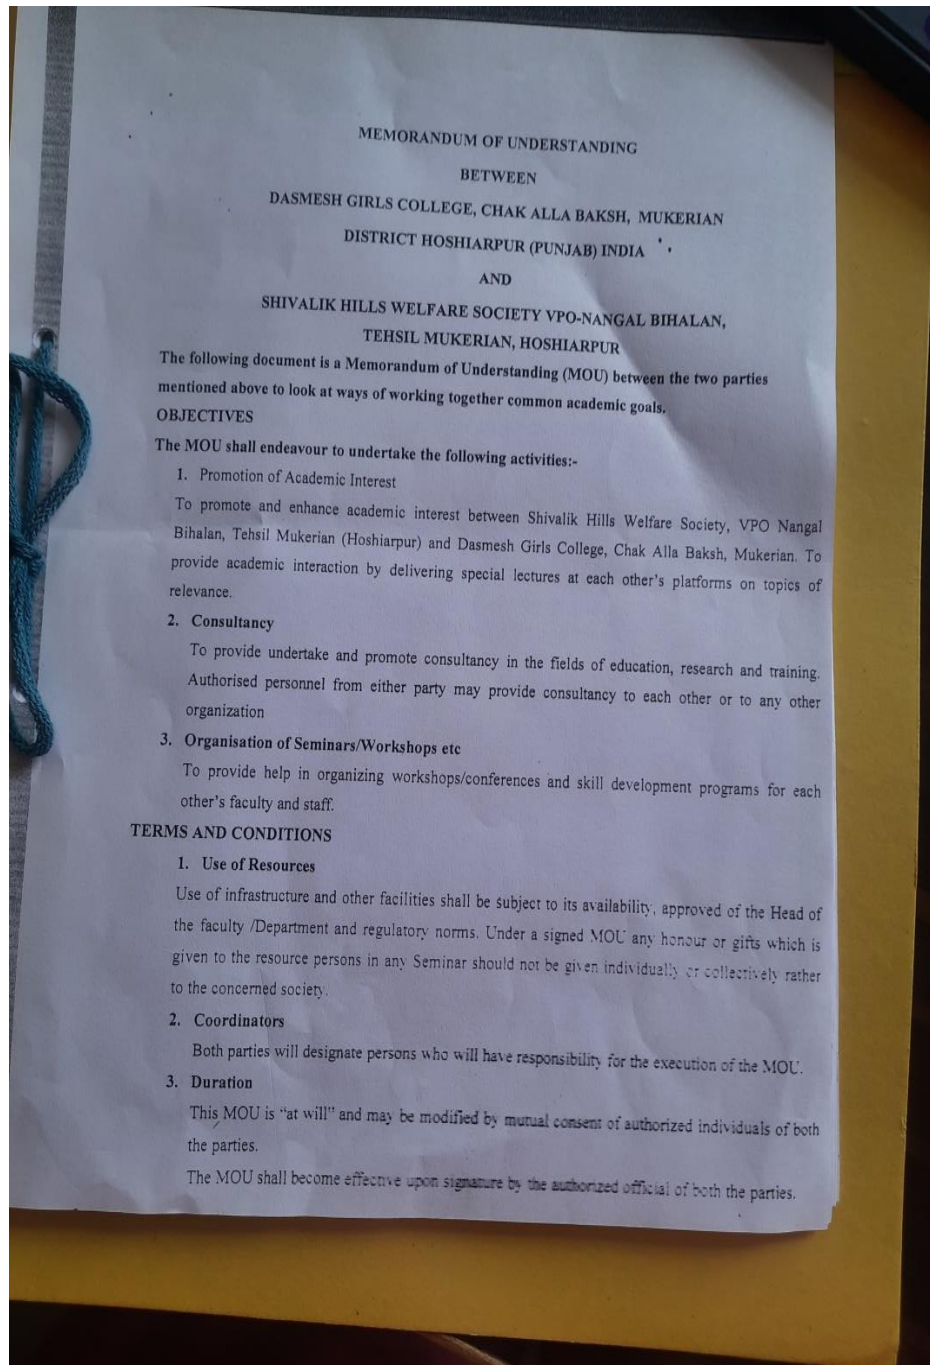 MEMORANDUM OF UNDERSTANDING
BETWEEN
DASMESH GIRLS COLLEGE, CHAK ALLA BAKSH, MUKERIAN
DISTRICT HOSHIARPUR (PUNJAB) INDIA
AND
SHIVALIK HILLS WELFARE SOCIETY VPO-NANGAL BIHALAN,
TEHSIL MUKERIAN, HOSHIARPUR
The following document is a Memorandum of Understanding (MOU) between the two parties
mentioned above to look at ways of working together common academic goals.
OBJECTIVES
The MOU shall endeavour to undertake the following activities:-
1. Promotion of Academic Interest
To promote and enhance academic interest between Shivalik Hills Welfare Society, VPO Nangal
Bihalan, Tehsil Mukerian (Hoshiarpur) and Dasmesh Girls College, Chak Alla Baksh, Mukerian. To
provide academic interaction by delivering special lectures at each other's platforms on topics of
relevance.
2. Consultancy
To provide undertake and promote consultancy in the fields of education, research and training.
Authorised personnel from either party may provide consultancy to each other or to any other
organization
3. Organisation of Seminars/Workshops etc
To provide help in organizing workshops/conferences and skill development programs for each
other's faculty and staff.
TERMS AND CONDITIONS
1. Use of Resources
Use of infrastructure and other facilities shall be subject to its availability, approved of the Head of
the faculty /Department and regulatory norms. Under a signed MOU any honour or gifts which is
given to the resource persons in any Seminar should not be given individually or collectively rather
to the concerned society.
2. Coordinators
Both parties will designate persons who will have responsibility for the execution of the MOU.
3. Duration
This MOU is "at will" and may be modified by mutual consent of authorized individuals of both
the parties.
The MOU shall become effective upon signature by the authorized official of both the parties.